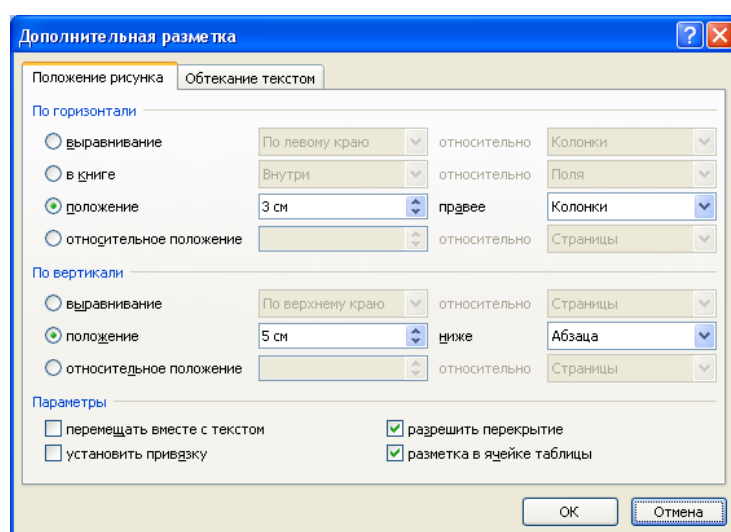 Дополнительная разметка
Положение рисунка Обтекание текстом
По горизонтали
выравнивание По левому краю относительно Колонки
в книге Внутри относительно Поля
положение 3 см правее Колонки
относительное положение относительно Страницы
По вертикали
выравнивание По верхнему краю относительно Страницы
положение 5 см ниже Абзаца
относительное положение относительно Страницы
Параметры
перемещать вместе с текстом разрешить перекрытие
установить привязку разметка в ячейке таблицы
ОК Отмена